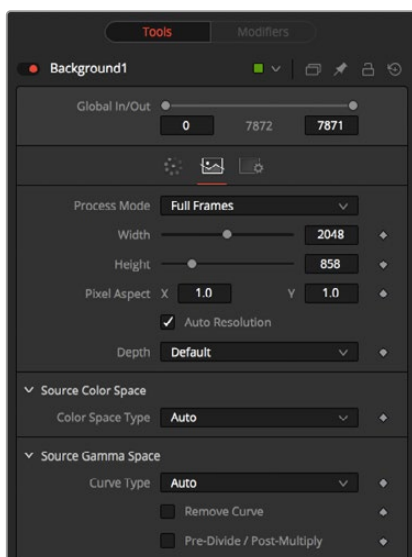 Tools Modifiers
Background1
Global In/Out
0 7872 7871
Process Mode Full Frames
Width 2048
Height 858
Pixel Aspect X 1.0 Y 1.0
Auto Resolution
Depth Default
Source Color Space
Color Space Type Auto
Source Gamma Space
Curve Type Auto
Remove Curve
Pre-Divide / Post-Multiply